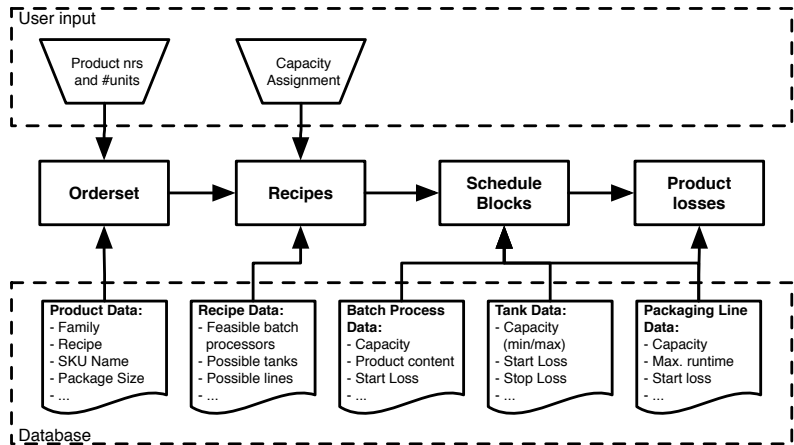 User input
Product nrs
and #units
Capacity
Assignment
Orderset
Recipes
Schedule
Blocks
Product
losses
Product Data:
- Family
- Recipe
- SKU Name
- Package Size
- ...
Recipe Data:
- Feasible batch
processors
- Possible tanks
- Possible lines
- ...
Batch Process
Data:
- Capacity
- Product content
- Start Loss
- ...
Tank Data:
- Capacity
(min/max)
- Start Loss
- Stop Loss
- ...
Packaging Line
Data:
- Capacity
- Max. runtime
- Start loss
- ...
Database